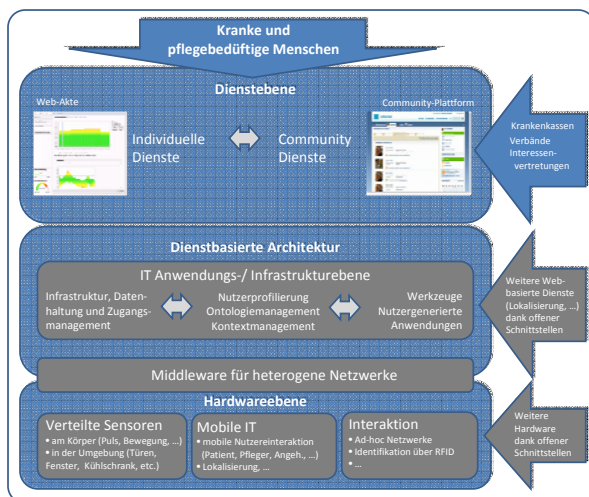 Kranke und
pflegebedüftige Menschen
Dienstebene
Web-Akte
Community-Plattform
Individuelle
Dienste
Community
Dienste
Krankenkassen
Verbände
Interessen-
vertretungen
Dienstbasierte Architektur
IT Anwendungs-/ Infrastrukturebene
Infrastruktur, Daten-
haltung und Zugangs-
management
Nutzerprofilierung
Ontologiemanagement
Kontextmanagement
Werkzeuge
Nutzergenerierte
Anwendungen
Weitere Web-
basierte Dienste
(Lokalisierung, ...)
dank offener
Schnittstellen
Middleware für heterogene Netzwerke
Hardwareebene
Verteilte Sensoren
• am Körper (Puls, Bewegung, ...)
• in der Umgebung (Türen,
Fenster, Kühlschrank, etc.)
Mobile IT
• mobile Nutzereinteraktion
(Patient, Pfleger, Angeh., ...)
• Lokalisierung, ...
Interaktion
• Ad-hoc Netzwerke
• Identifikation über RFID
• ...
Weitere
Hardware
dank offener
Schnittstellen